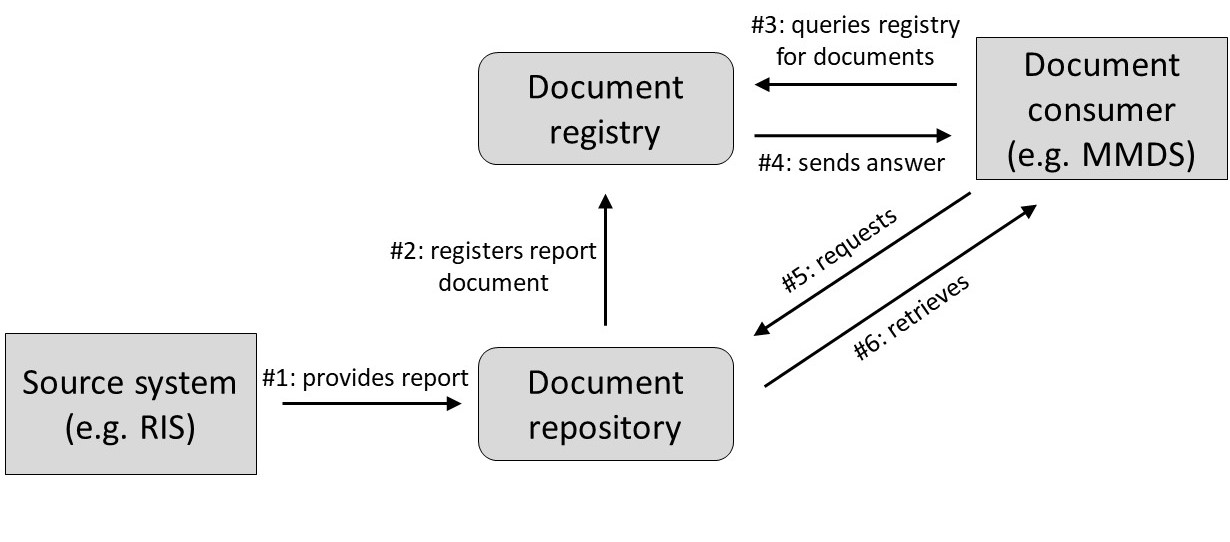 #3: queries registry
for documents
Document
registry
Document
consumer
(e.g. MMDS)
#4: sends answer
#2: registers report
document
#5: requests
#6: retrieves
Source system
(e.g. RIS)
#1: provides report
Document
repository